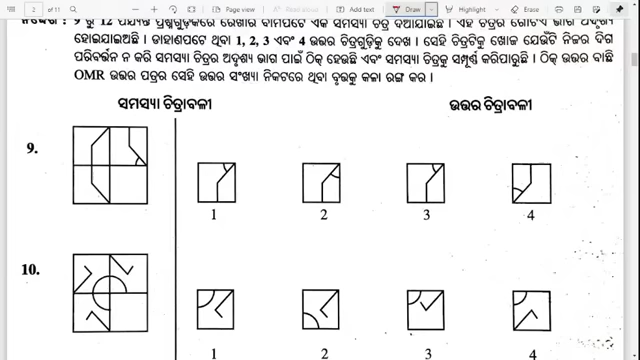 2 of 11
Page view
Read aloud
Add text
Draw
Erase
ନିର୍ଦ୍ଦେଶ : 9 ରୁ 12 ପର୍ଯ୍ୟନ୍ତ ପ୍ରଶ୍ନଗୁଡ଼ିକରେ ରେଖାର ବାମପଟେ ଏକ ସମସ୍ୟା ଚିତ୍ର ଦିଆଯାଇଛି । ଏହି ଚିତ୍ରର ଗୋଟିଏ ଭାଗ ଅଦୃଶ୍ୟ
ହୋଇଯାଇଅଛି । ଡାହାଣପଟେ ଥିବା 1, 2, 3 ଏବଂ 4 ଉତ୍ତର ଚିତ୍ରଗୁଡ଼ିକୁ ଦେଖ । ସେହି ଚିତ୍ରଟିକୁ ଖୋଜ ଯେଉଁଟି ନିଜର ଦିଗ
ପରିବର୍ତ୍ତନ ନ କରି ସମସ୍ୟା ଚିତ୍ରର ଅଦୃଶ୍ୟ ଭାଗ ପାଇଁ ଠିକ୍ ହେଉଛି ଏବଂ ସମସ୍ୟା ଚିତ୍ରକୁ ସମ୍ପୂର୍ଣ୍ଣ କରିପାରୁଛି । ଠିକ୍ ଉତ୍ତର ବାଛି
OMR ଉତ୍ତର ପତ୍ରର ସେହି ଉତ୍ତର ସଂଖ୍ୟା ନିକଟରେ ଥିବା ବୃତ୍ତକୁ କଳା ରଙ୍ଗ କର ।
ସମସ୍ୟା ଚିତ୍ରାବଳୀ
ଉତ୍ତର ଚିତ୍ରାବଳୀ
9.
1 2 3 4
10.
1 2 3 4